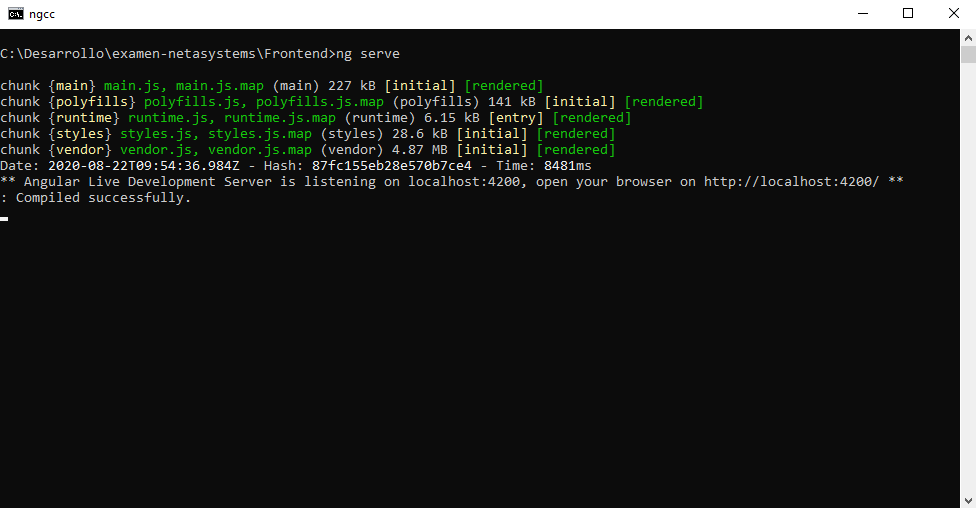 ngcc
C:\Desarrollo\examen-netasystems\Frontend>ng serve
chunk {main} main.js, main.js.map (main) 227 kB [initial] [rendered]
chunk {polyfills} polyfills.js, polyfills.js.map (polyfills) 141 kB [initial] [rendered]
chunk {runtime} runtime.js, runtime.js.map (runtime) 6.15 kB [entry] [rendered]
chunk {styles} styles.js, styles.js.map (styles) 28.6 kB [initial] [rendered]
chunk {vendor} vendor.js, vendor.js.map (vendor) 4.87 MB [initial] [rendered]
Date: 2020-08-22T09:54:36.984Z - Hash: 87fc155eb28e570b7ce4 - Time: 8481ms
** Angular Live Development Server is listening on localhost:4200, open your browser on http://localhost:4200/ **
: Compiled successfully.